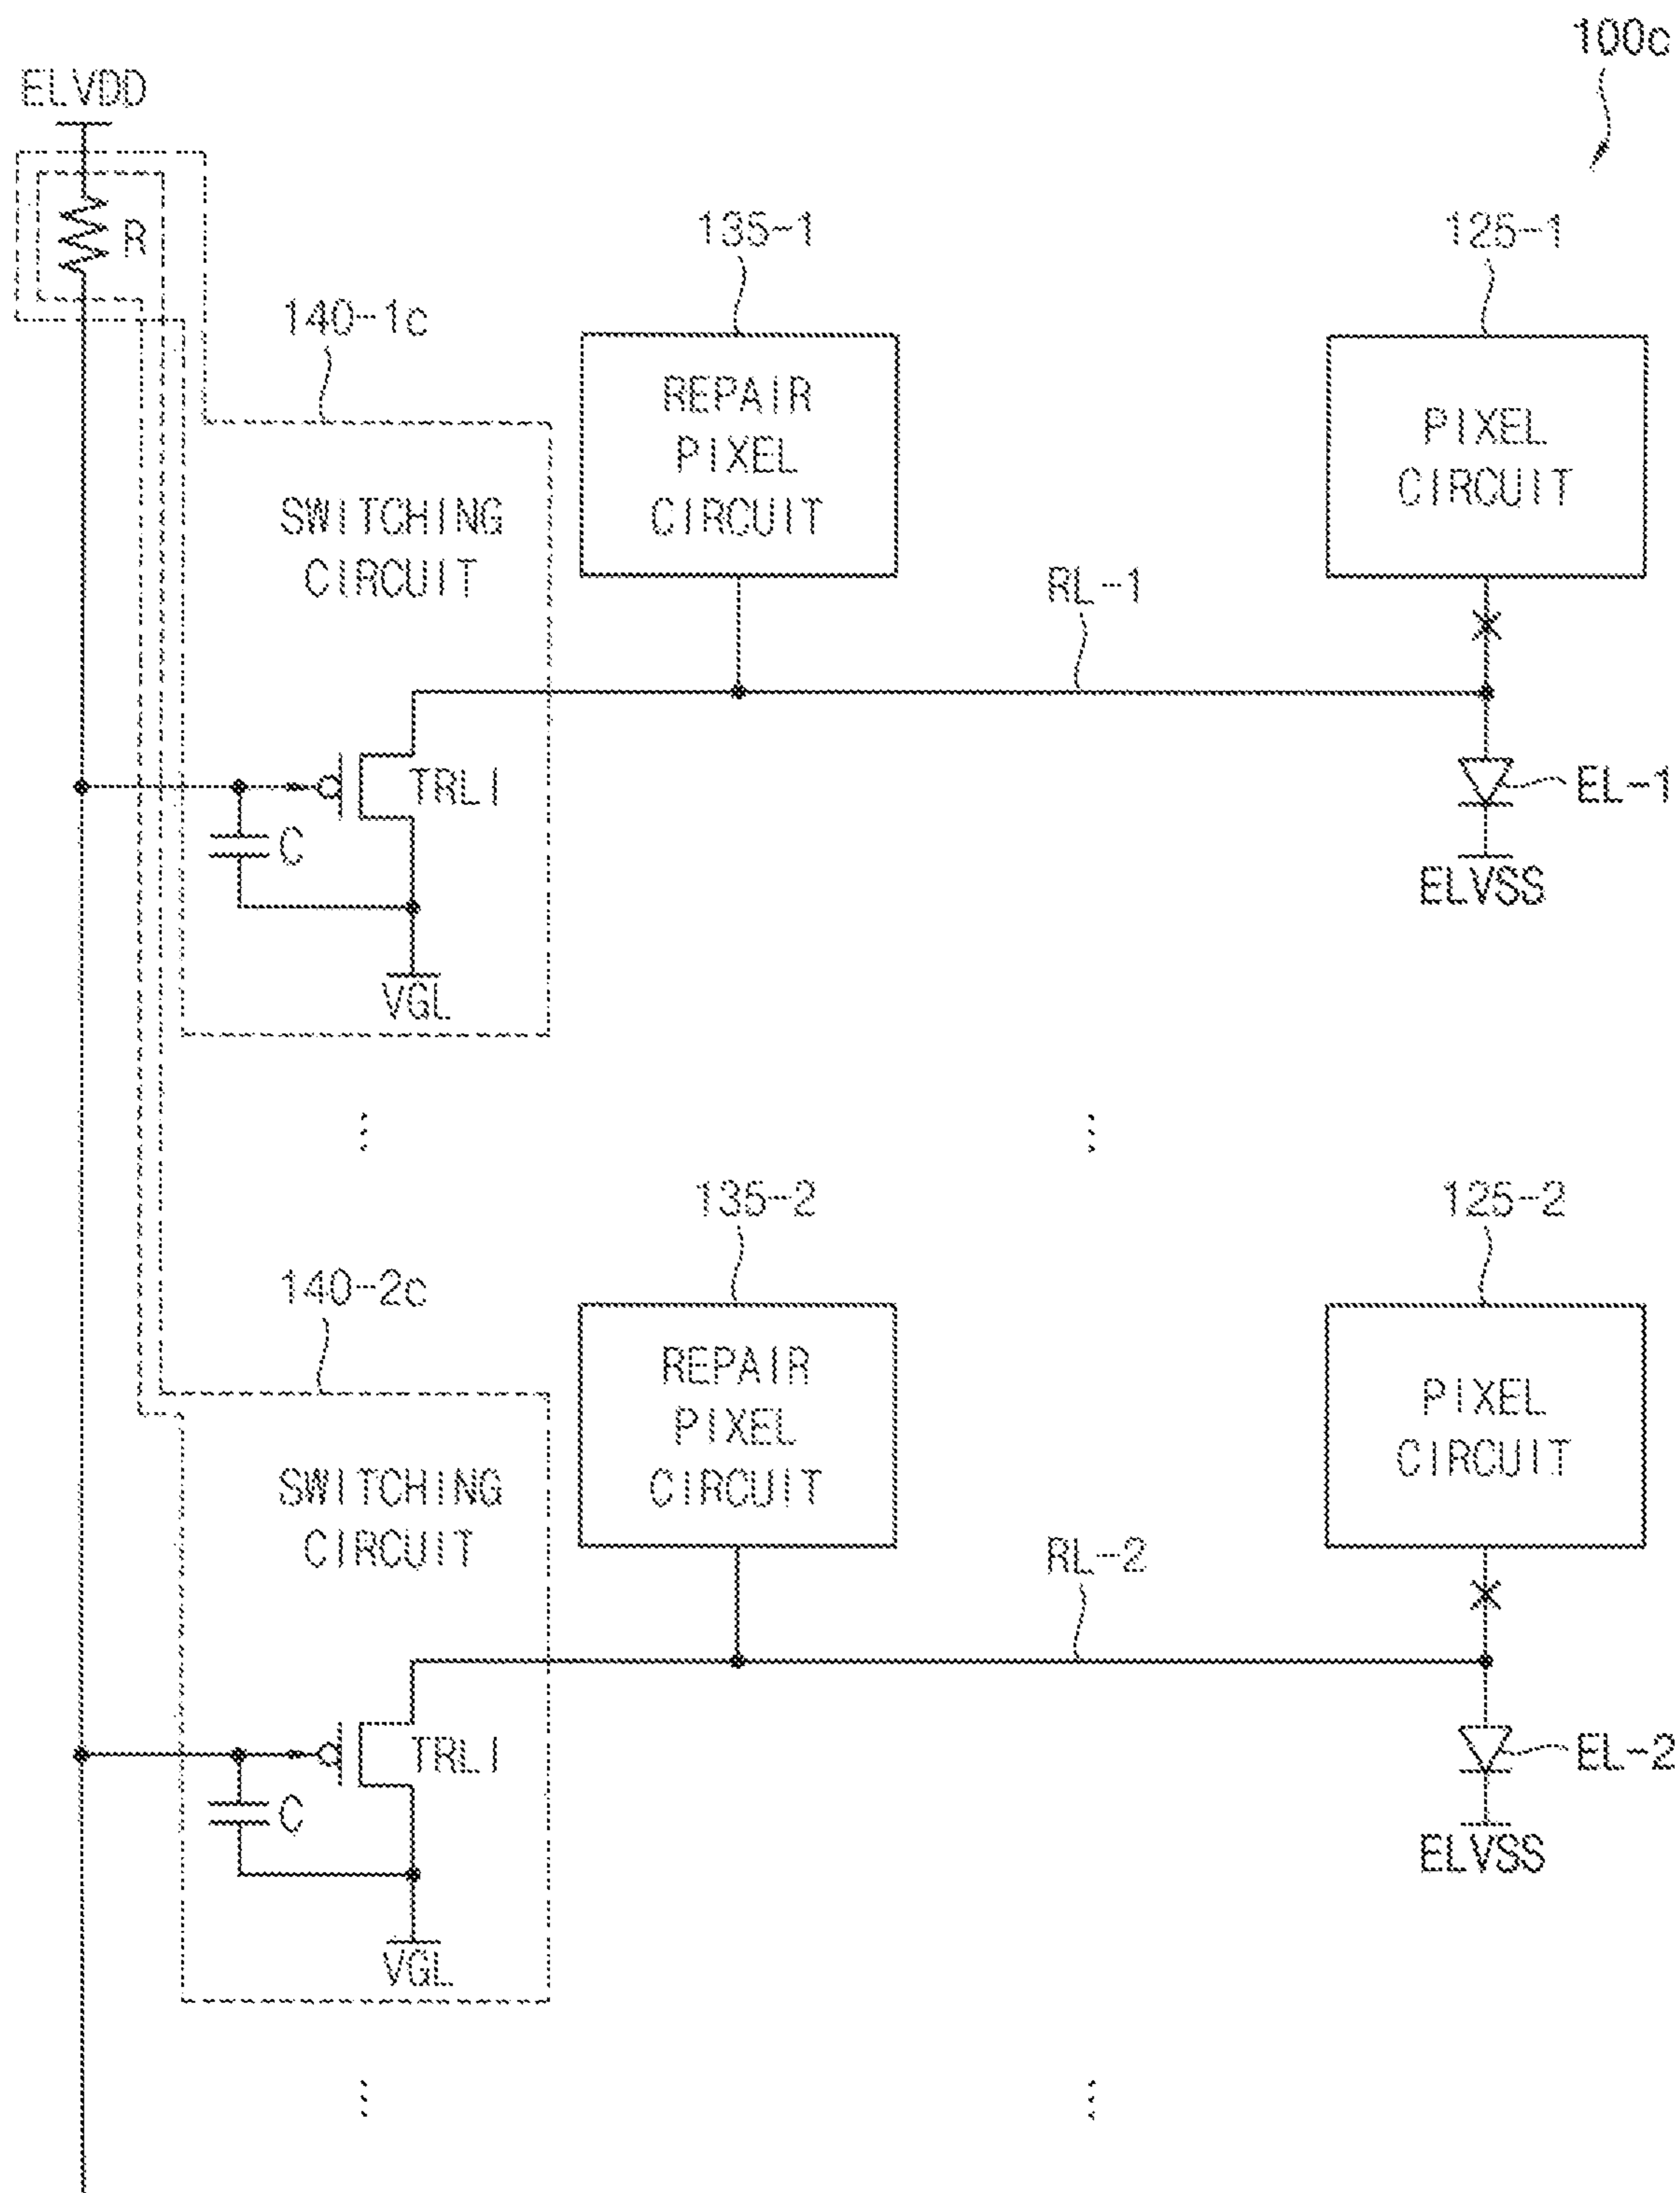 100c
ELVDD
R
135-1
125-1
140-1c
REPAIR
PIXEL
CIRCUIT
PIXEL
CIRCUIT
SWITCHING
CIRCUIT
RL-1
TRLI
C
EL-1
ELVSS
VGL
135-2
125-2
140-2c
REPAIR
PIXEL
CIRCUIT
PIXEL
CIRCUIT
SWITCHING
CIRCUIT
RL-2
TRLI
C
EL-2
ELVSS
VGL